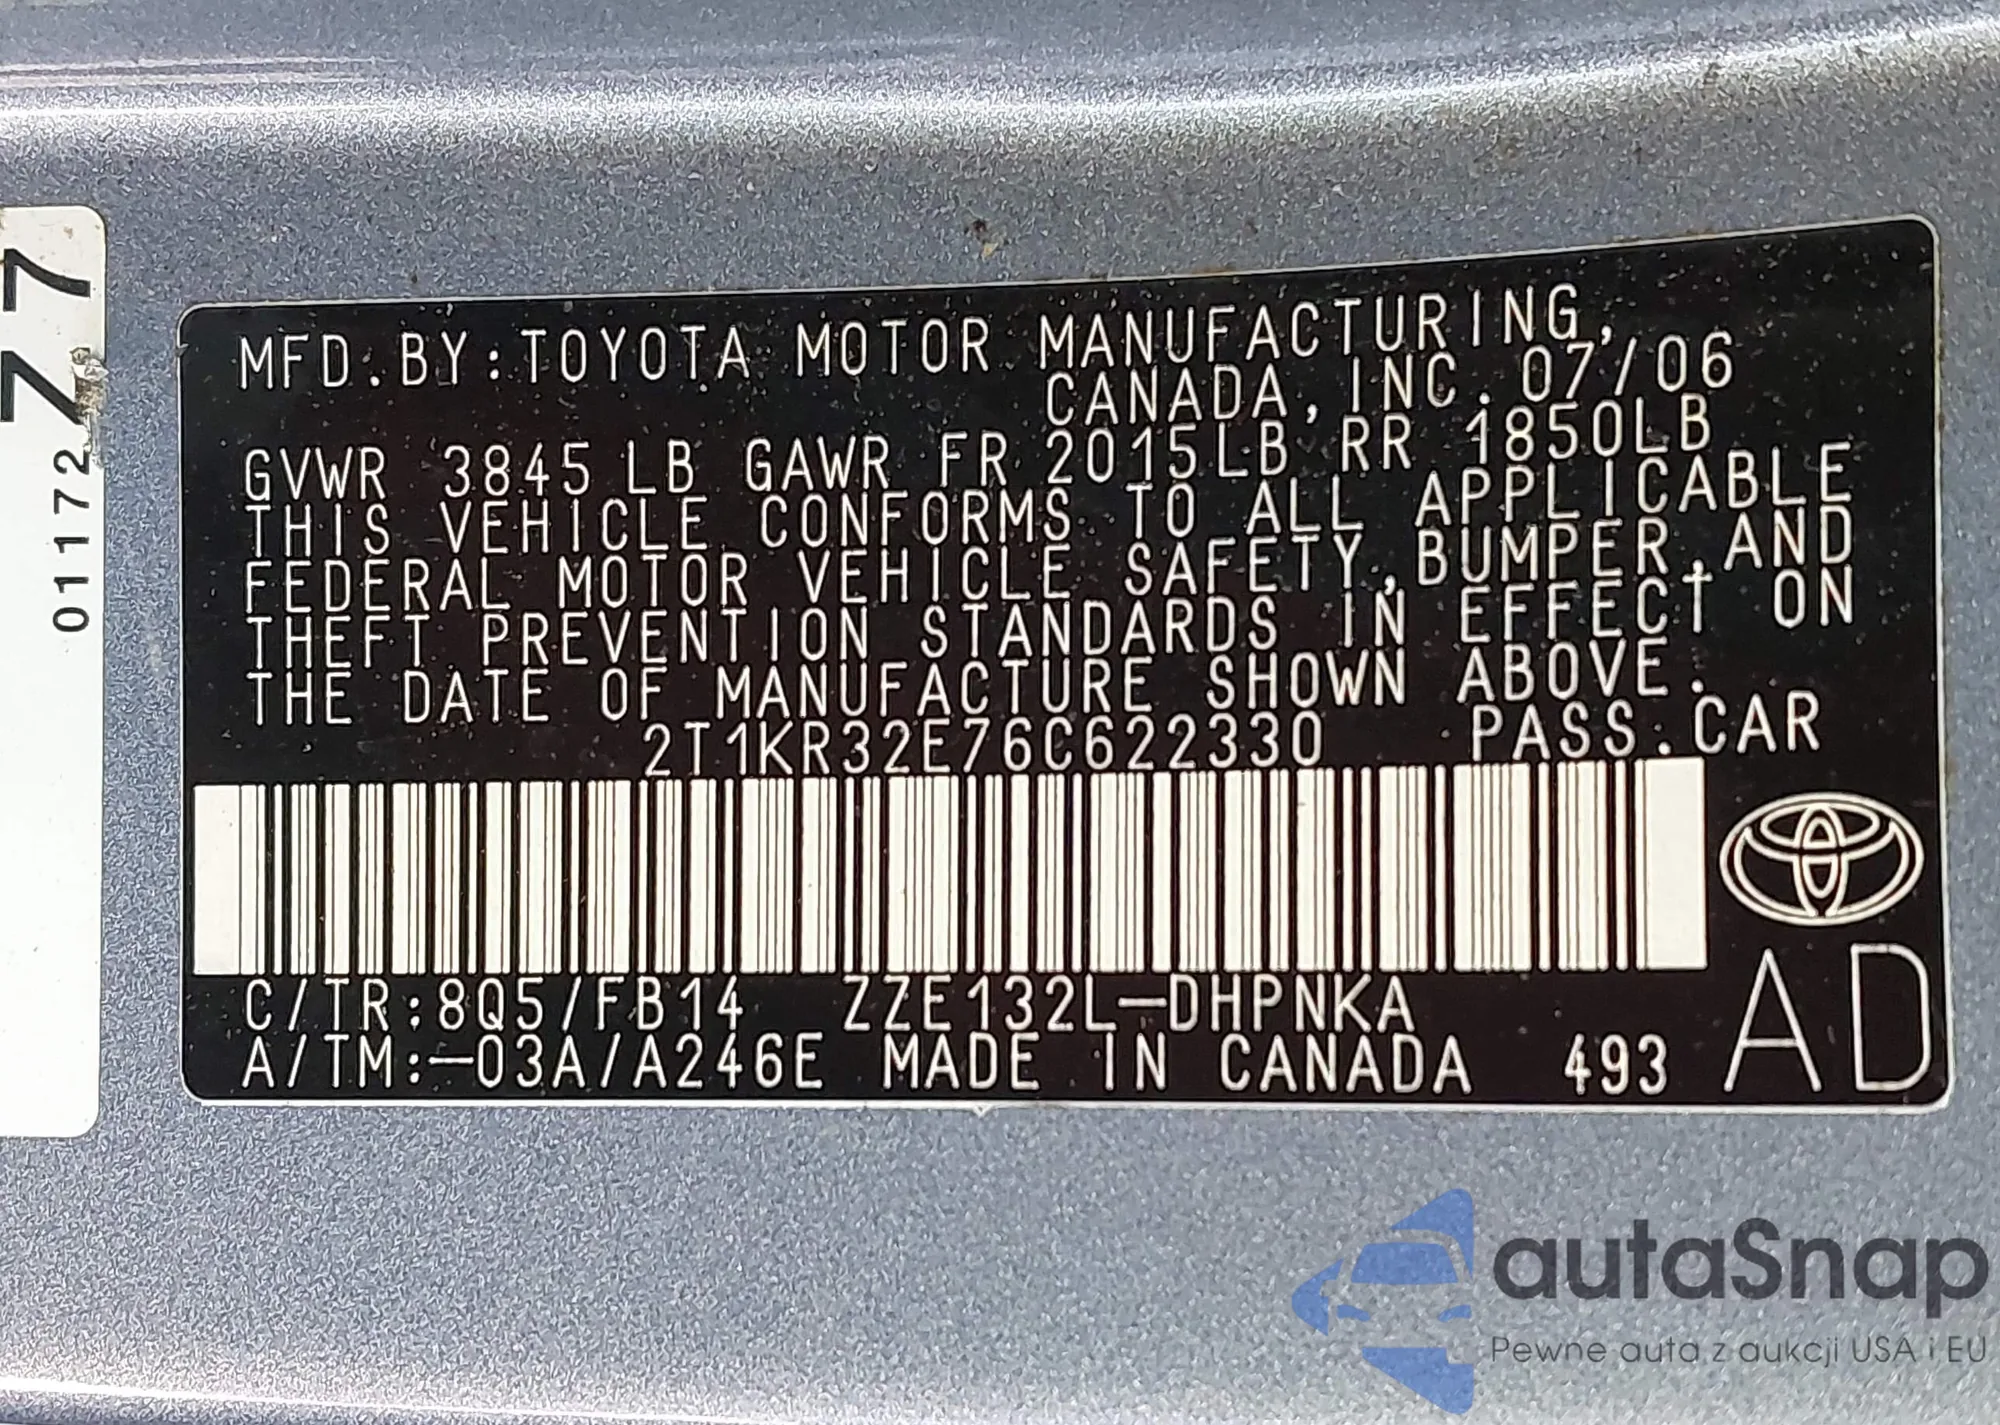 Z7
01172
MFD.BY:TOYOTA MOTOR MANUFACTURING,
CANADA, INC. 07/06
GVWR 3845LB GAWR FR 2015LB RR 1850LB
THIS VEHICLE CONFORMS TO ALL APPLICABLE
FEDERAL MOTOR VEHICLE SAFETY, BUMPER, AND
THEFT PREVENTION STANDARDS IN EFFECT ON
THE DATE OF MANUFACTURE SHOWN ABOVE.
2T1KR32E76C622330 PASS.CAR
C/TR:8Q5/FB14 ZZE132L-DHPNKA
A/TM:-03A/A246E MADE IN CANADA 493
AD
autaSnap
Pewne auta z aukcji USA i EU